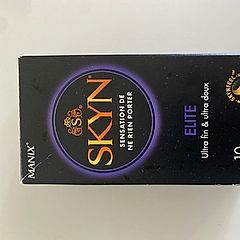 MANIX®
SKYN®
SENSATION DE
NE RIEN PORTER
ELITE
Ultra fin & ultra doux
10